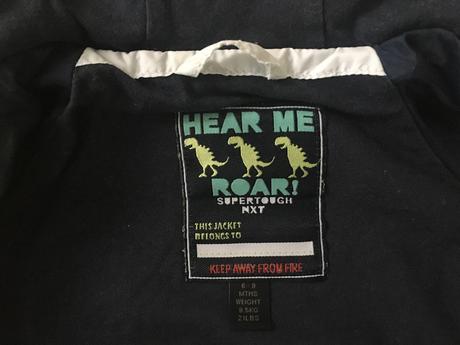 HEAR ME
ROAR!
SUPERTOUGH
NXT
THIS JACKET
BELONGS TO
KEEP AWAY FROM FIRE
6-9
MTHS
WEIGHT
9.5KG
21LBS